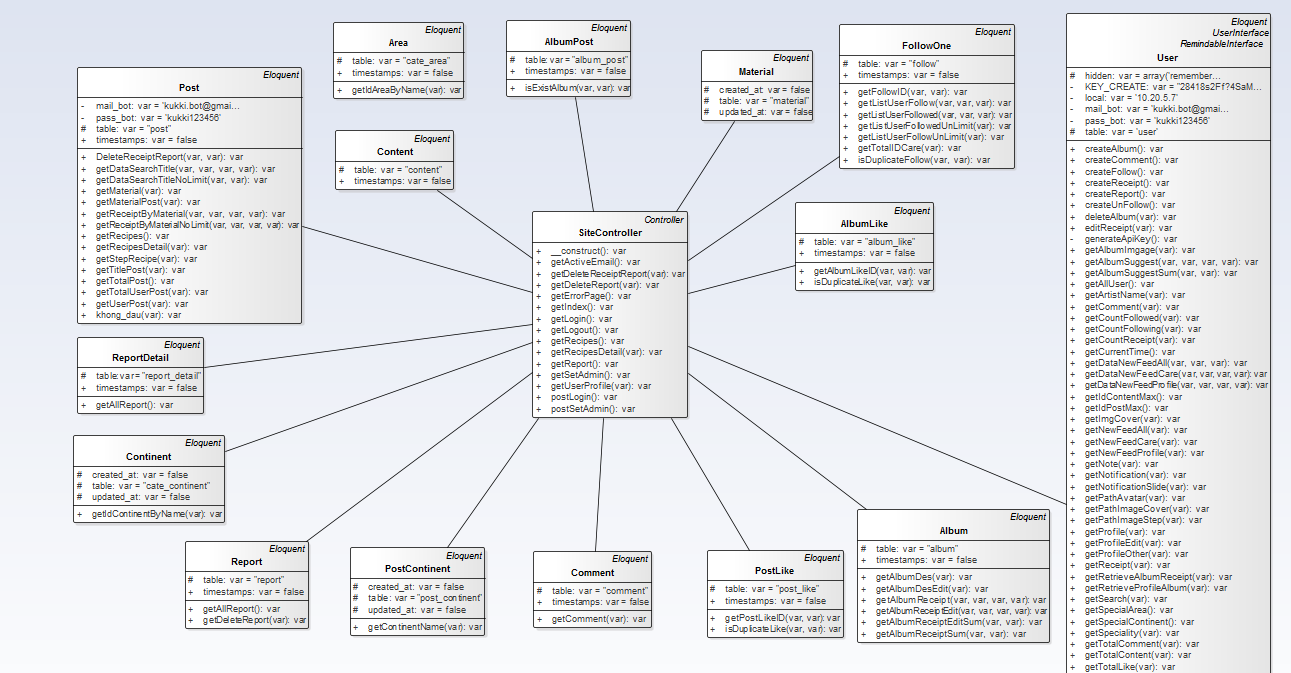 Eloquent
Post
- mail_bot: var = 'kukki.bot@gmai...
- pass_bot: var = 'kukki123456'
# table: var = "post"
+ timestamps: var = false
+ DeleteReceiptReport(var, var): var
+ getDataSearchTitle(var, var, var, var): var
+ getDataSearchTitleNoLimit(var, var): var
+ getMaterial(var): var
+ getMaterialPost(var): var
+ getReceiptByMaterial(var, var, var, var): var
+ getReceiptByMaterialNoLimit(var, var, var, var): var
+ getRecipes(): var
+ getRecipesDetail(var): var
+ getStepRecipe(var): var
+ getTitlePost(var): var
+ getTotalPost(): var
+ getTotalUserPost(var): var
+ getUserPost(var): var
+ khong_dau(var): var
Eloquent
Area
# table: var = "cate_area"
+ timestamps: var = false
+ getIdAreaByName(var): var
Eloquent
AlbumPost
# table: var = "album_post"
+ timestamps: var = false
+ isExistAlbum(var, var): var
Eloquent
Material
# created_at: var = false
# table: var = "material"
# updated_at: var = false
Eloquent
FollowOne
# table: var = "follow"
+ timestamps: var = false
+ getFollowID(var, var): var
+ getListUserFollow(var, var, var): var
+ getListUserFollowed(var, var, var): var
+ getListUserFollowedUnLimit(var, var): var
+ getListUserFollowUnLimit(var, var): var
+ getTotalIDCare(var, var): var
+ isDuplicateFollow(var, var): var
Eloquent
Content
# table: var = "content"
+ timestamps: var = false
Eloquent
AlbumLike
# table: var = "album_like"
+ timestamps: var = false
+ getAlbumLikeID(var, var): var
+ isDuplicateLike(var, var): var
Controller
SiteController
+ __construct(): var
+ getActiveEmail(): var
+ getDeleteReceiptReport(var): var
+ getDeleteReport(var): var
+ getErrorPage(): var
+ getIndex(): var
+ getLogin(): var
+ getLogout(): var
+ getRecipes(): var
+ getRecipesDetail(var): var
+ getReport(): var
+ getSetAdmin(): var
+ getUserProfile(var): var
+ postLogin(): var
+ postSetAdmin(): var
Eloquent
ReportDetail
# table: var = "report_detail"
+ timestamps: var = false
+ getAllReport(): var
Eloquent
Continent
# created_at: var = false
# table: var = "cate_continent"
# updated_at: var = false
+ getIdContinentByName(var): var
Eloquent
Report
# table: var = "report"
+ timestamps: var = false
+ getAllReport(): var
+ getDeleteReport(var): var
Eloquent
PostContinent
# created_at: var = false
# table: var = "post_continent"
# updated_at: var = false
+ getContinentName(var): var
Eloquent
Comment
# table: var = "comment"
+ timestamps: var = false
+ getComment(var): var
Eloquent
PostLike
# table: var = "post_like"
+ timestamps: var = false
+ getPostLikeID(var, var): var
+ isDuplicateLike(var, var): var
Eloquent
Album
# table: var = "album"
+ timestamps: var = false
+ getAlbumDes(var): var
+ getAlbumDesEdit(var): var
+ getAlbumReceipt(var, var, var, var): var
+ getAlbumReceiptEdit(var, var, var, var): var
+ getAlbumReceiptEditSum(var, var): var
+ getAlbumReceiptSum(var, var): var
Eloquent
UserInterface
RemindableInterface
User
# hidden: var = array('remember...
- KEY_CREATE: var = "28418s2Ff?4SaM...
- local: var = '10.20.5.7'
- mail_bot: var = 'kukki.bot@gmai...
- pass_bot: var = 'kukki123456'
# table: var = 'user'
+ createAlbum(): var
+ createComment(): var
+ createFollow(): var
+ createReceipt(): var
+ createReport(): var
+ createUnFollow(): var
+ deleteAlbum(var): var
+ editReceipt(var): var
- generateApiKey(): var
+ getAlbumImgage(var): var
+ getAlbumSuggest(var, var, var, var): var
+ getAlbumSuggestSum(var, var): var
+ getAllUser(): var
+ getArtistName(var): var
+ getComment(var): var
+ getCountFollowed(var): var
+ getCountFollowing(var): var
+ getCountReceipt(var): var
+ getCurrentTime(): var
+ getDataNewFeedAll(var, var, var): var
+ getDataNewFeedCare(var, var, var, var): var
+ getDataNewFeedProfile(var, var, var, var): var
+ getIdContentMax(): var
+ getIdPostMax(): var
+ getImgCover(var): var
+ getNewFeedAll(var): var
+ getNewFeedCare(var): var
+ getNewFeedProfile(var): var
+ getNote(var): var
+ getNotification(var): var
+ getNotificationSlide(var): var
+ getPathAvatar(var): var
+ getPathImageCover(var): var
+ getPathImageStep(var): var
+ getProfile(var): var
+ getProfileEdit(var): var
+ getProfileOther(var): var
+ getReceipt(var): var
+ getRetrieveAlbumReceipt(var): var
+ getRetrieveProfileAlbum(var): var
+ getSearch(var): var
+ getSpecialArea(): var
+ getSpecialContinent(): var
+ getSpeciality(var): var
+ getTotalComment(var): var
+ getTotalContent(var): var
+ getTotalLike(var): var